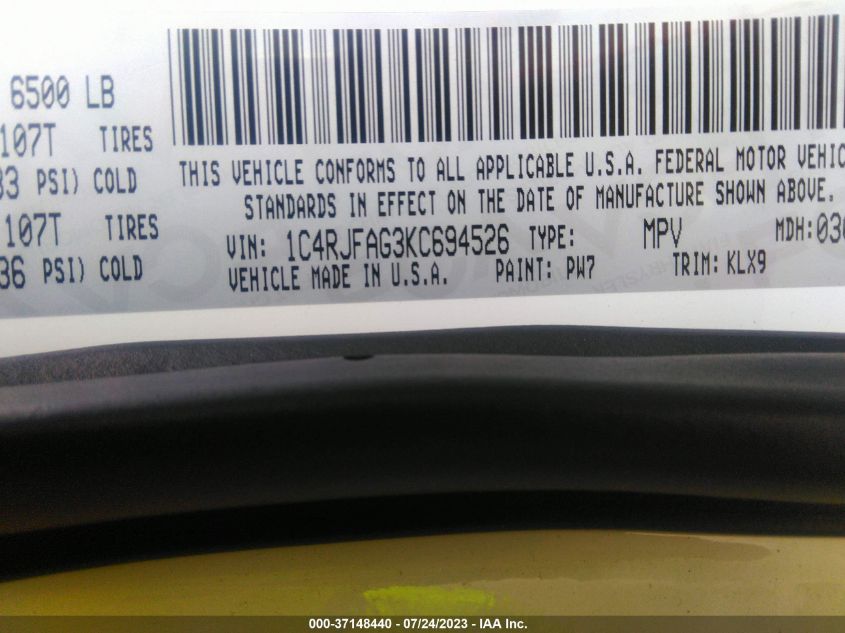 6500 LB
107T TIRES
33 PSI) COLD
107T TIRES
36 PSI) COLD
THIS VEHICLE CONFORMS TO ALL APPLICABLE U.S.A. FEDERAL MOTOR VEHIC
STANDARDS IN EFFECT ON THE DATE OF MANUFACTURE SHOWN ABOVE.
VIN: 1C4RJFAG3KC694526 TYPE: MPV MDH:030
VEHICLE MADE IN U.S.A. PAINT: PW7 TRIM: KLX9
000-37148440 - 07/24/2023 - IAA Inc.